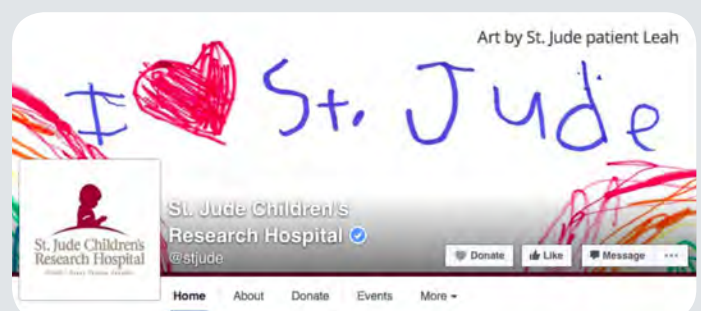 Art by St. Jude patient Leah
I St. Jude
St. Jude Children's
Research Hospital
St. Jude Children's
Research Hospital
@stjude
Donate Like Message ...
Home About Donate Events More